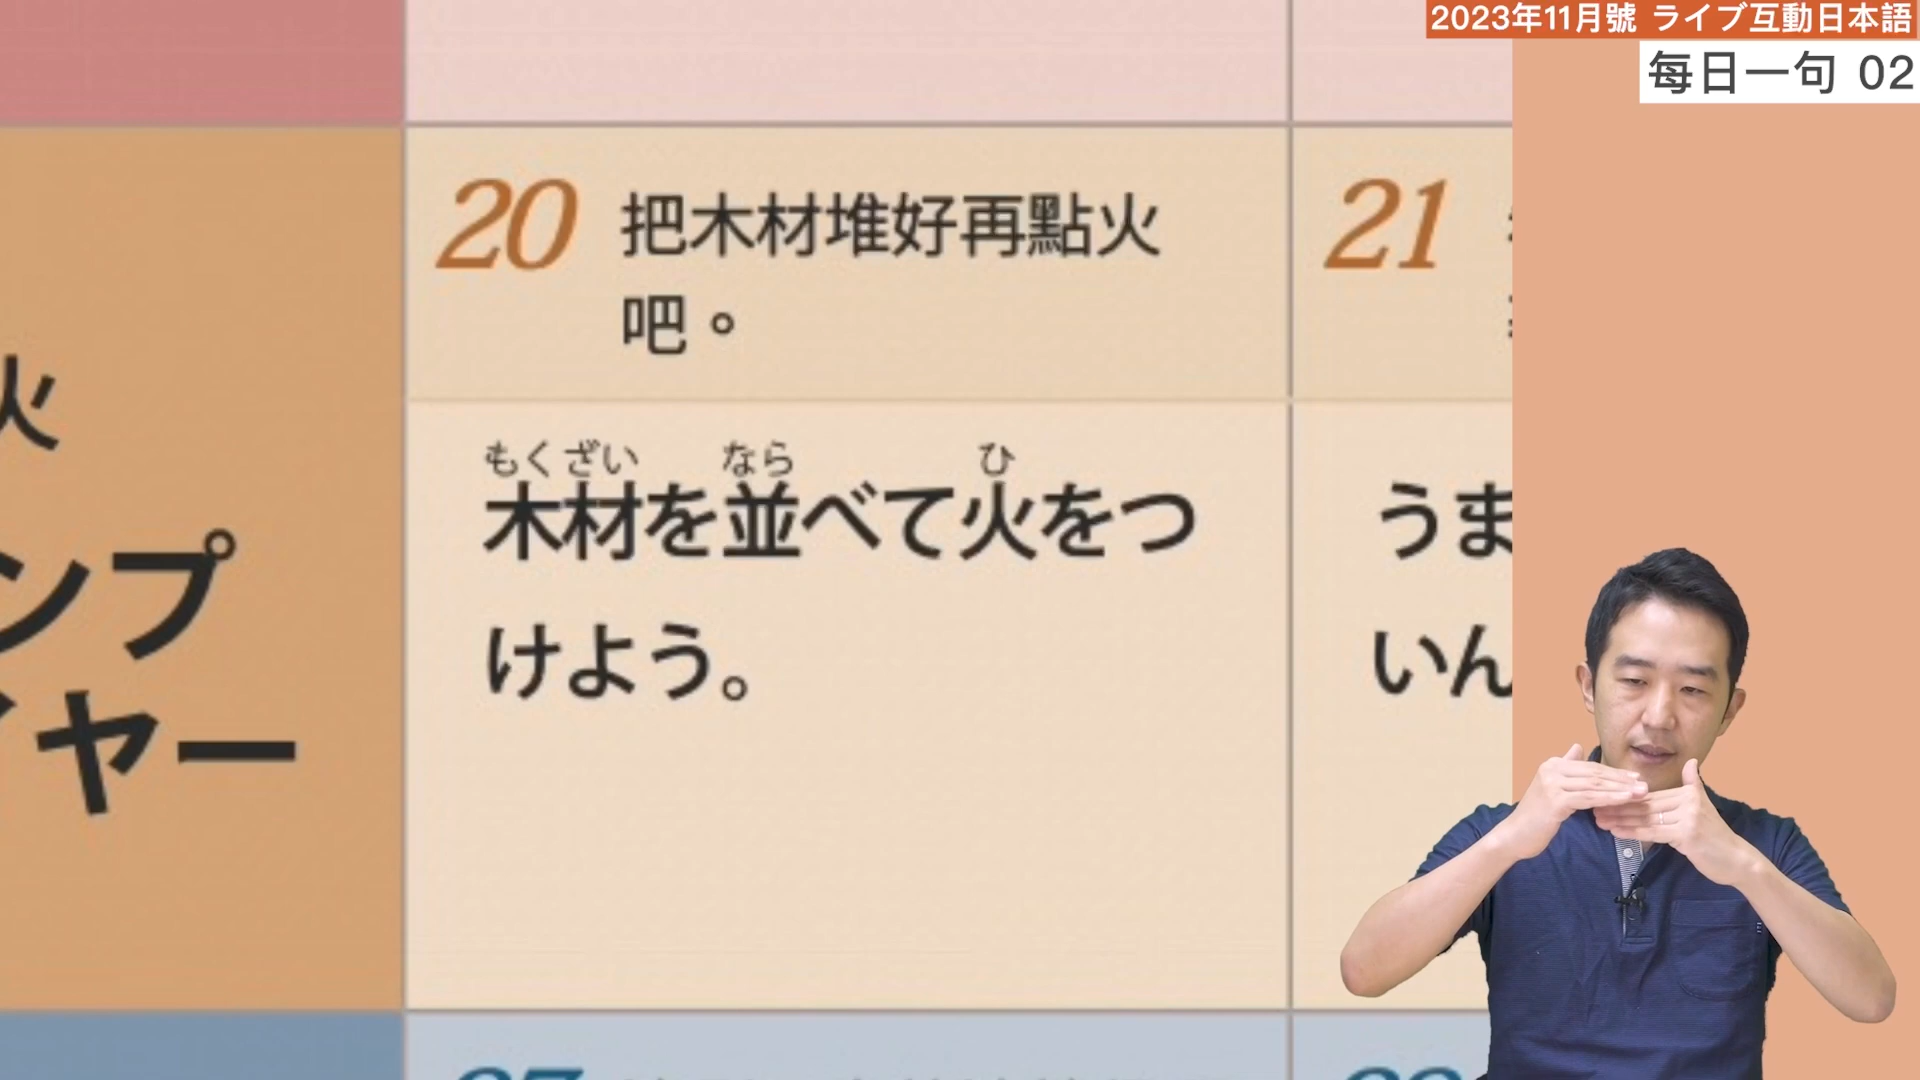 2023年11月號 ライブ互動日本語
每日一句 02
火
ンプ
イヤー
20 把木材堆好再點火
吧。
もくざい なら ひ
木材を並べて火をつ
けよう。
21
うま
いん